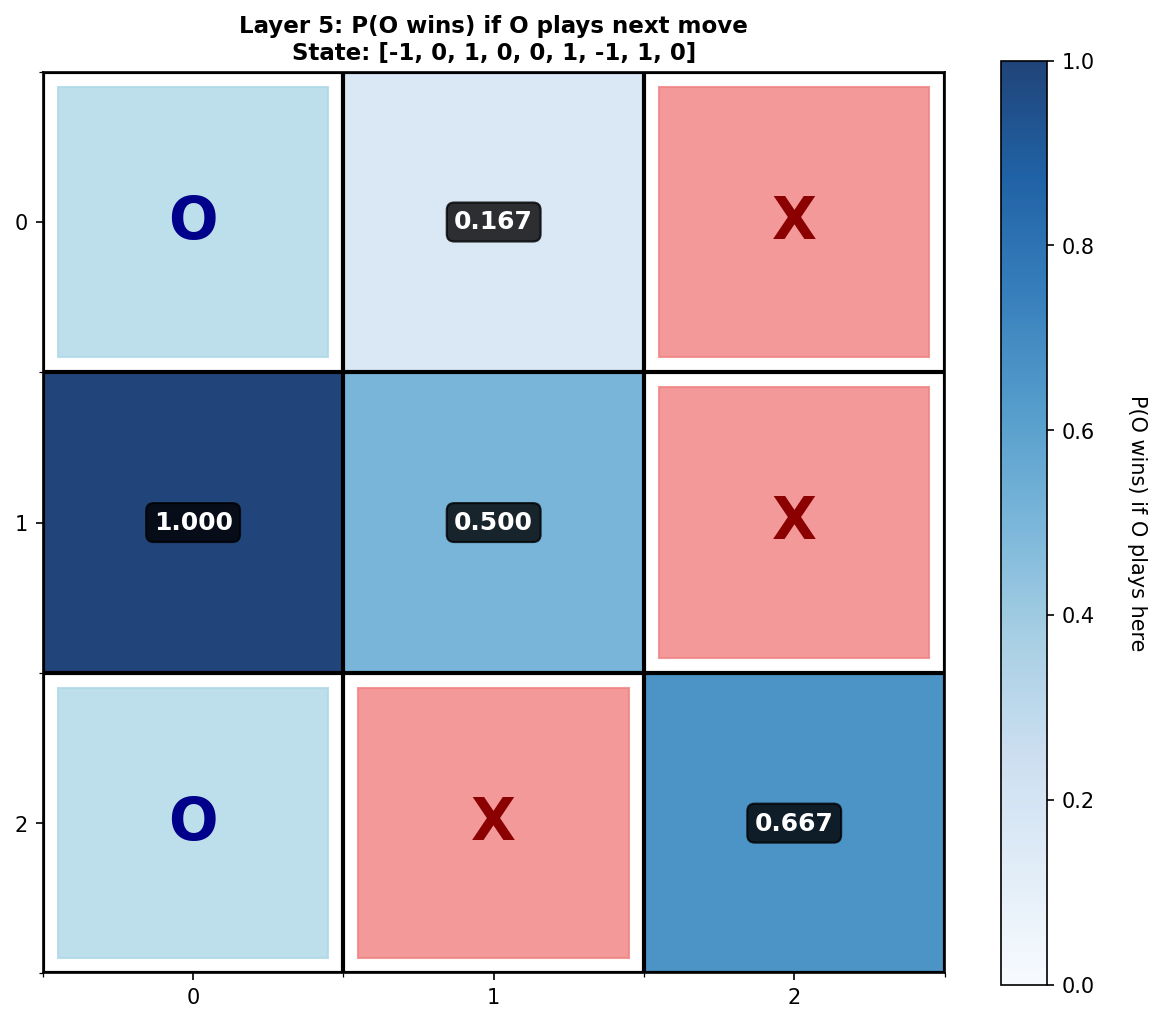 Layer 5: P(O wins) if O plays next move
State: [-1, 0, 1, 0, 0, 1, -1, 1, 0]
0
O
0.167
X
1
1.000
0.500
X
2
O
X
0.667
0
1
2
1.0
0.8
0.6
0.4
0.2
0.0
P(O wins) if O plays here